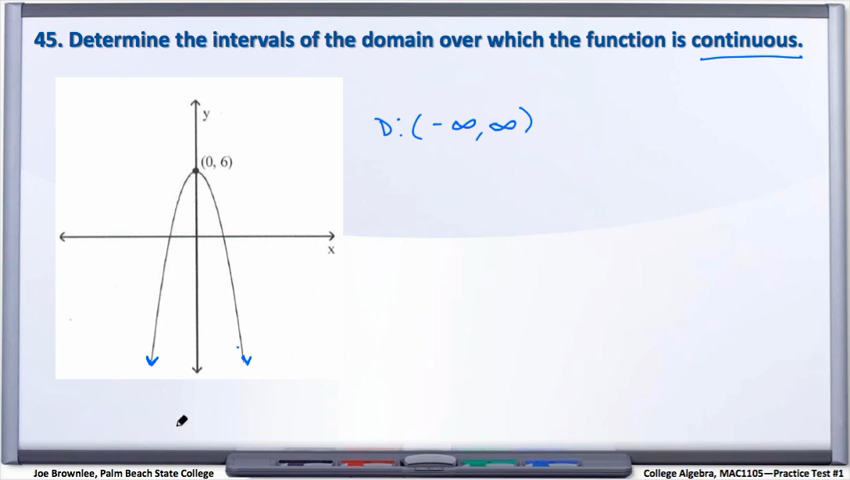 45. Determine the intervals of the domain over which the function is continuous.
y
D: (-∞, ∞)
(0, 6)
x
Joe Brownlee, Palm Beach State College
College Algebra, MAC1105—Practice Test #1